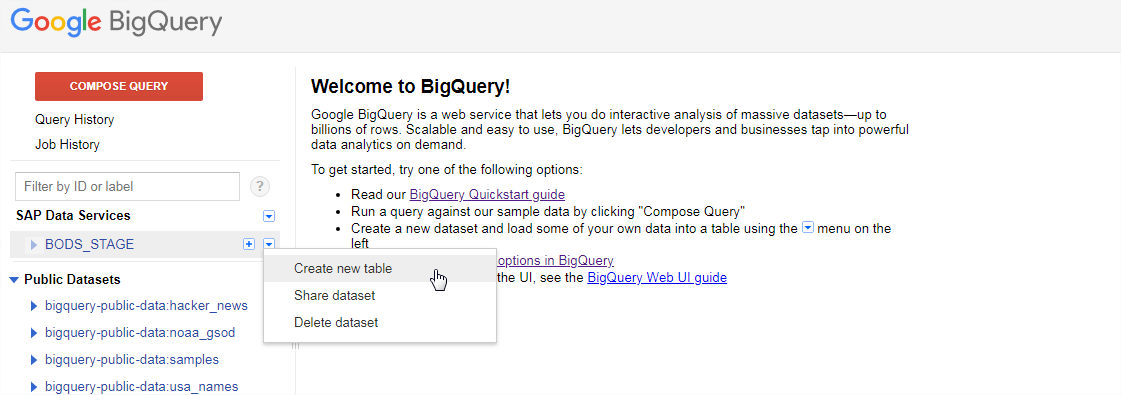 Google BigQuery
COMPOSE QUERY
Query History
Job History
Filter by ID or label
?
SAP Data Services
BODS_STAGE
Create new table
Share dataset
Delete dataset
Public Datasets
bigquery-public-data:hacker_news
bigquery-public-data:noaa_gsod
bigquery-public-data:samples
bigquery-public-data:usa_names
Welcome to BigQuery!
Google BigQuery is a web service that lets you do interactive analysis of massive datasets—up to
billions of rows. Scalable and easy to use, BigQuery lets developers and businesses tap into powerful
data analytics on demand.
To get started, try one of the following options:
• Read our BigQuery Quickstart guide
• Run a query against our sample data by clicking "Compose Query"
• Create a new dataset and load some of your own data into a table using the menu on the
left
options in BigQuery
the UI, see the BigQuery Web UI guide